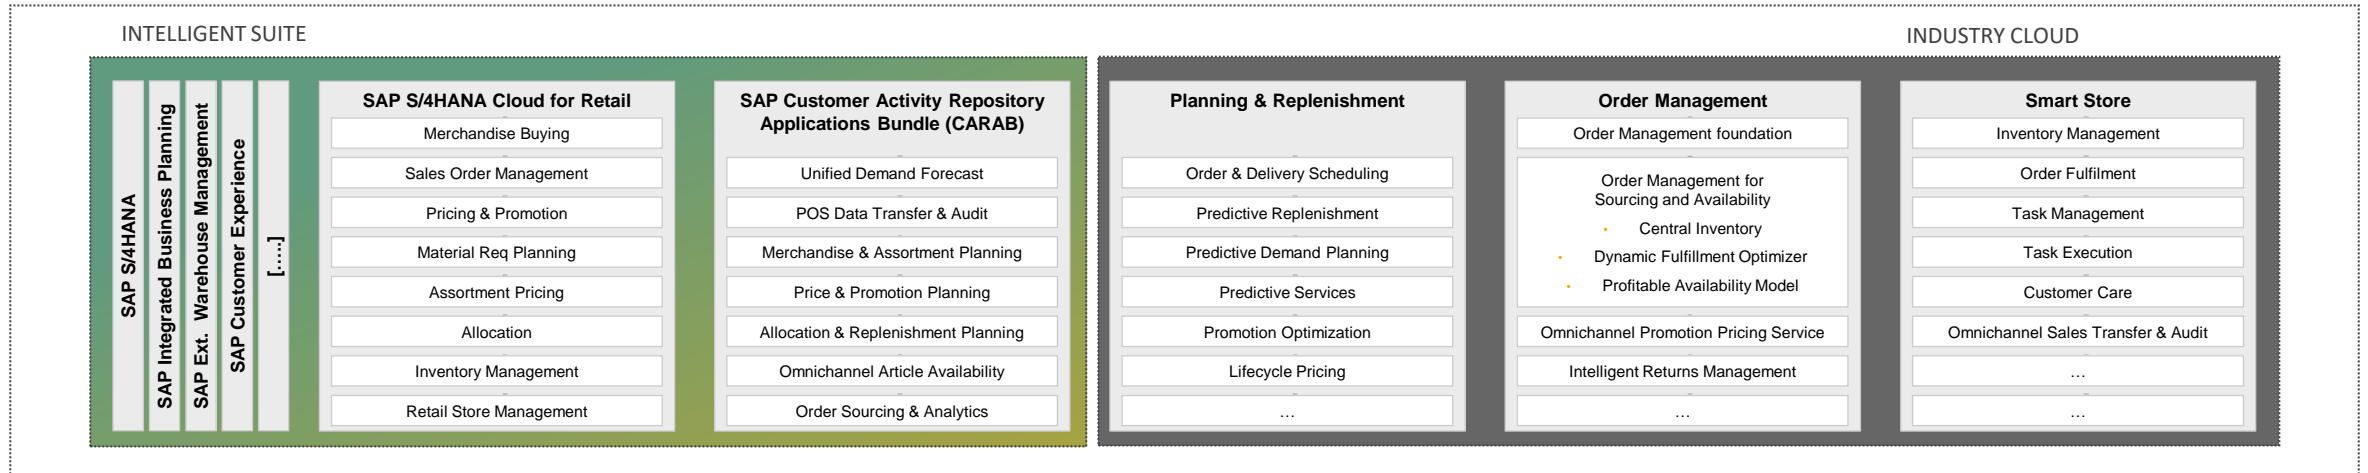 INTELLIGENT SUITE
INDUSTRY CLOUD
SAP S/4HANA
SAP Integrated Business Planning
SAP Ext. Warehouse Management
SAP Customer Experience
[.....]
SAP S/4HANA Cloud for Retail
Merchandise Buying
Sales Order Management
Pricing & Promotion
Material Req Planning
Assortment Pricing
Allocation
Inventory Management
Retail Store Management
SAP Customer Activity Repository
Applications Bundle (CARAB)
Unified Demand Forecast
POS Data Transfer & Audit
Merchandise & Assortment Planning
Price & Promotion Planning
Allocation & Replenishment Planning
Omnichannel Article Availability
Order Sourcing & Analytics
Planning & Replenishment
Order & Delivery Scheduling
Predictive Replenishment
Predictive Demand Planning
Predictive Services
Promotion Optimization
Lifecycle Pricing
…
Order Management
Order Management foundation
Order Management for
Sourcing and Availability
• Central Inventory
• Dynamic Fulfillment Optimizer
• Profitable Availability Model
Omnichannel Promotion Pricing Service
Intelligent Returns Management
…
Smart Store
Inventory Management
Order Fulfilment
Task Management
Task Execution
Customer Care
Omnichannel Sales Transfer & Audit
…
…